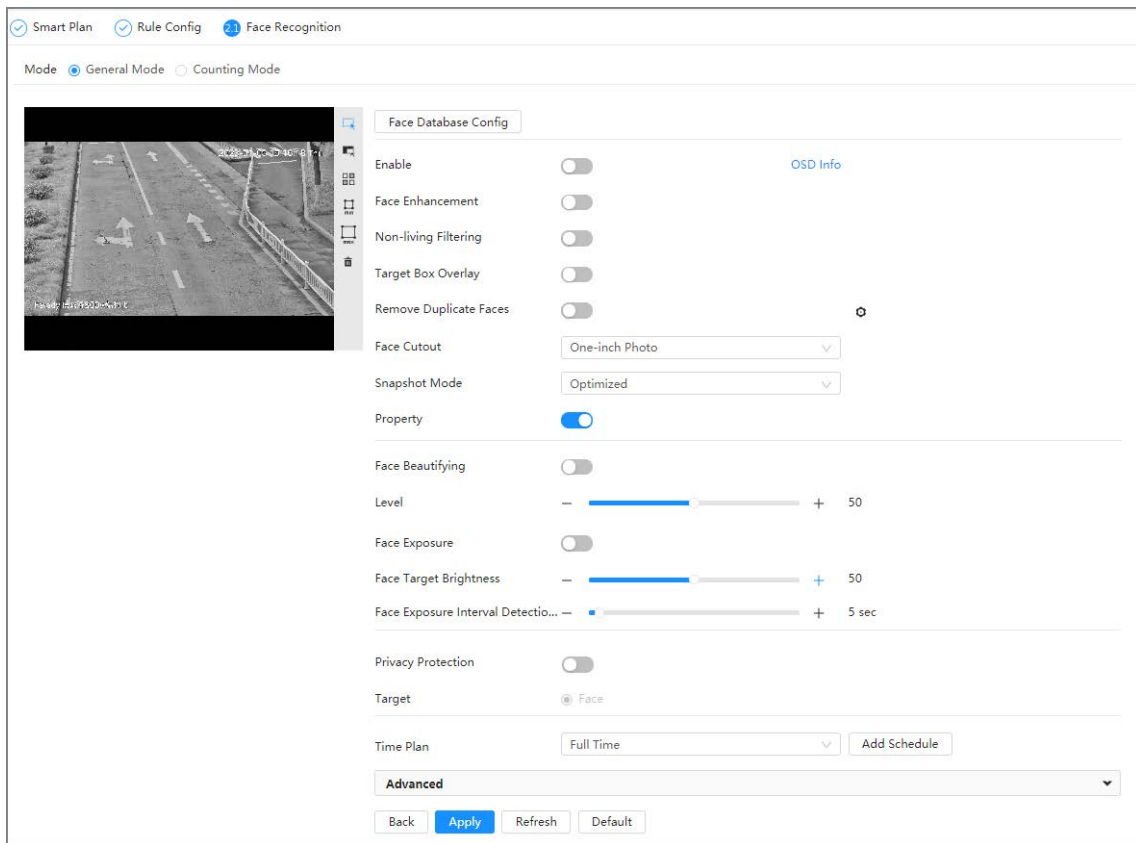 Smart Plan Rule Config 2.1 Face Recognition
Mode General Mode Counting Mode
Face Database Config
Enable OSD Info
Face Enhancement
min
Non-living Filtering
max
Target Box Overlay
Remove Duplicate Faces
Face Cutout One-inch Photo
Snapshot Mode Optimized
Property
Face Beautifying
Level 50
Face Exposure
Face Target Brightness 50
Face Exposure Interval Detectio... 5 sec
Privacy Protection
Target Face
Time Plan Full Time Add Schedule
Advanced
Back Apply Refresh Default